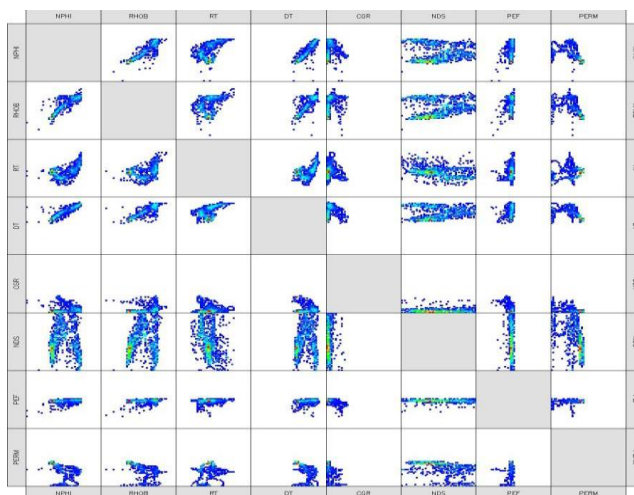 NPHI RHOB RT DT CGR NDS PEF PERM
NPHI
RHOB
RT
DT
CGR
NDS
PEF
PERM
NPHI RHOB RT DT CGR NDS PEF PERM